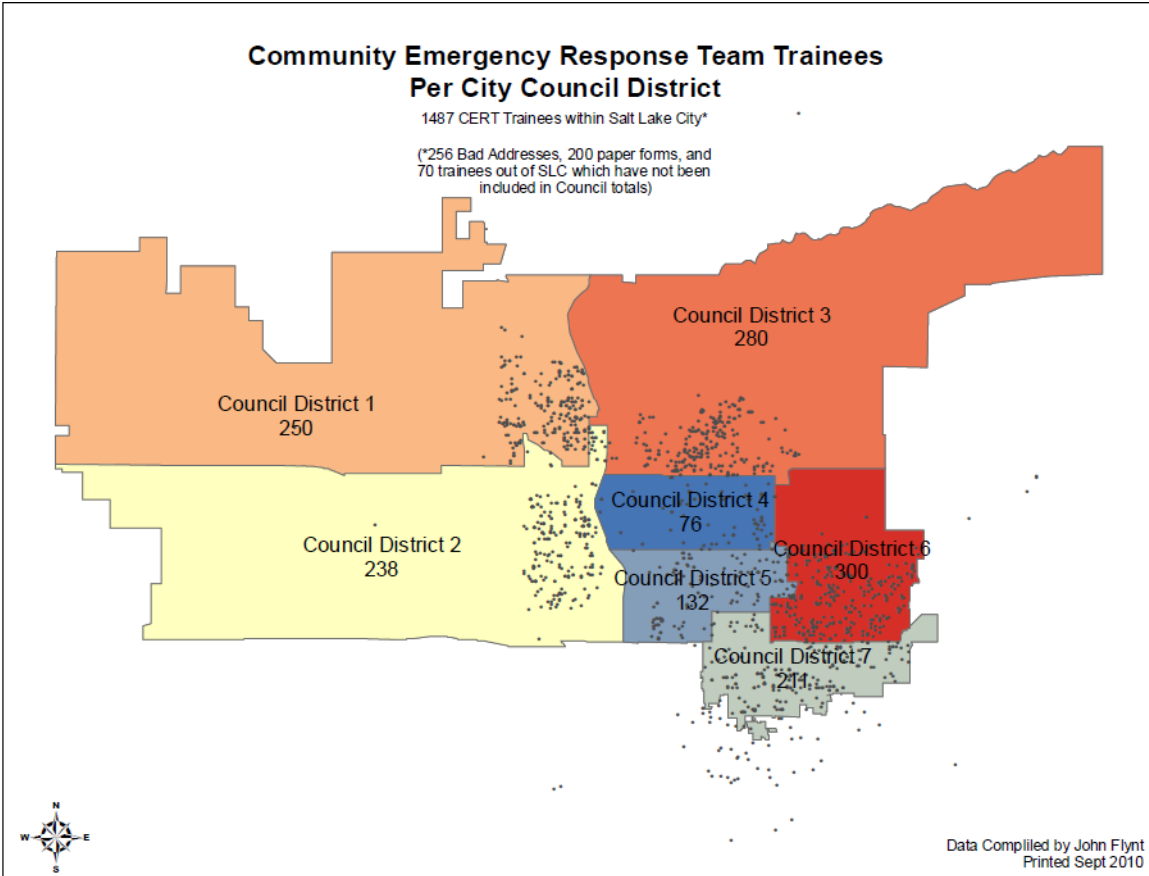 Community Emergency Response Team Trainees
Per City Council District
1487 CERT Trainees within Salt Lake City*
(*256 Bad Addresses, 200 paper forms, and
70 trainees out of SLC which have not been
included in Council totals)
Council District 3
280
Council District 1
250
Council District 4
76
Council District 2
238
Council District 6
300
Council District 5
132
Council District 7
211
N
W
E
S
Data Complied by John Flynt
Printed Sept 2010